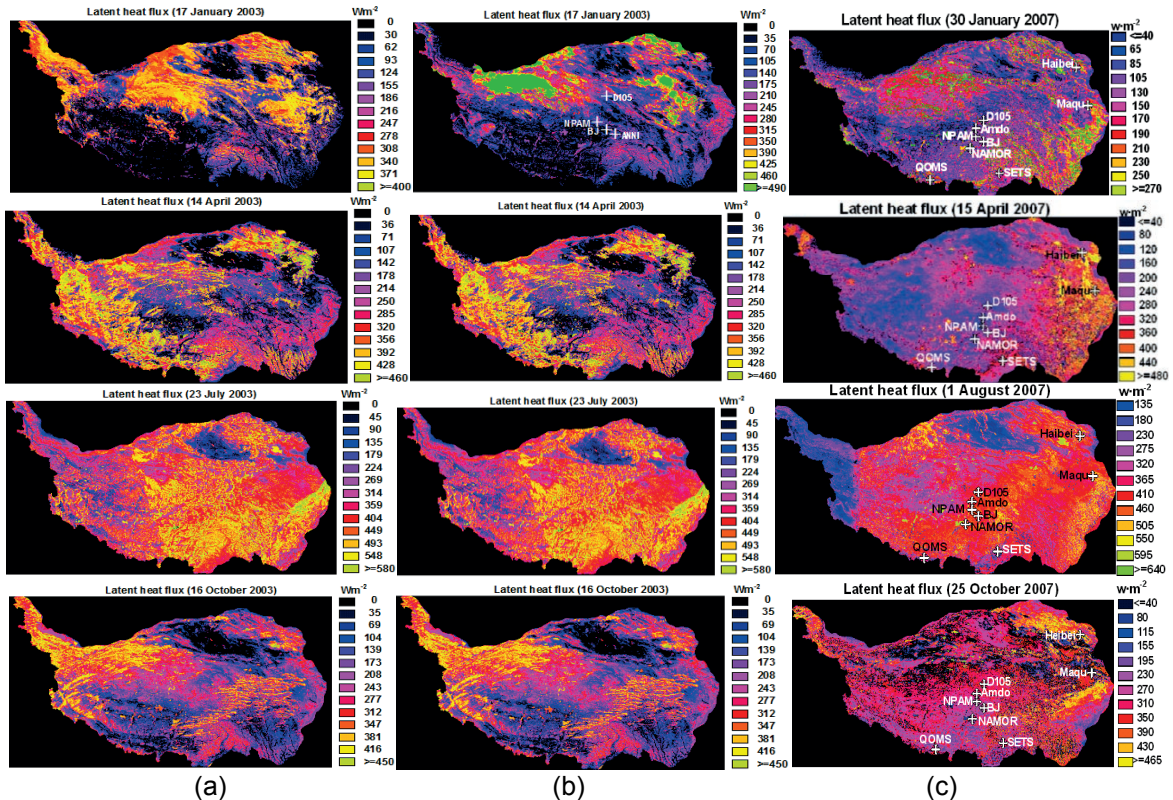 Latent heat flux (17 January 2003) Wm-2
0
30
62
93
124
155
186
216
247
278
308
340
371
>=400
Latent heat flux (17 January 2003) Wm-2
0
35
70
105
140
175
210
245
280
315
350
390
425
460
>=490
D105
NPAM
BJ
ANNI
Latent heat flux (30 January 2007) w·m-2
<=40
65
85
105
130
150
170
190
210
230
250
>=270
Haibei
Maqu
D105
Amdo
NPAM
BJ
NAMOR
QOMS
SETS
Latent heat flux (14 April 2003) Wm-2
0
36
71
107
142
178
214
250
285
320
356
392
428
>=460
Latent heat flux (14 April 2003) Wm-2
0
36
71
107
142
178
214
250
285
320
356
392
428
>=460
Latent heat flux (15 April 2007) w·m-2
<=40
80
120
160
200
240
280
320
360
400
440
>=480
Haibei
Maqu
D105
Amdo
NPAM
BJ
NAMOR
QOMS
SETS
Latent heat flux (23 July 2003) Wm-2
0
45
90
135
179
224
269
314
359
404
449
493
548
>=580
Latent heat flux (23 July 2003) Wm-2
0
45
90
135
179
224
269
314
359
404
449
493
548
>=580
Latent heat flux (1 August 2007) w·m-2
135
180
230
275
320
365
410
460
505
550
595
>=640
Haibei
Maqu
D105
Amdo
NPAM
BJ
NAMOR
QOMS
SETS
Latent heat flux (16 October 2003) Wm-2
0
35
69
104
139
173
208
243
277
312
347
381
416
>=450
Latent heat flux (16 October 2003) Wm-2
0
35
69
104
139
173
208
243
277
312
347
381
416
>=450
Latent heat flux (25 October 2007) w·m-2
<=40
80
115
155
195
230
270
310
350
390
430
>=465
Heibei
Maqu
D105
Amdo
NPAM
BJ
NAMOR
QOMS
SETS
(a)
(b)
(c)